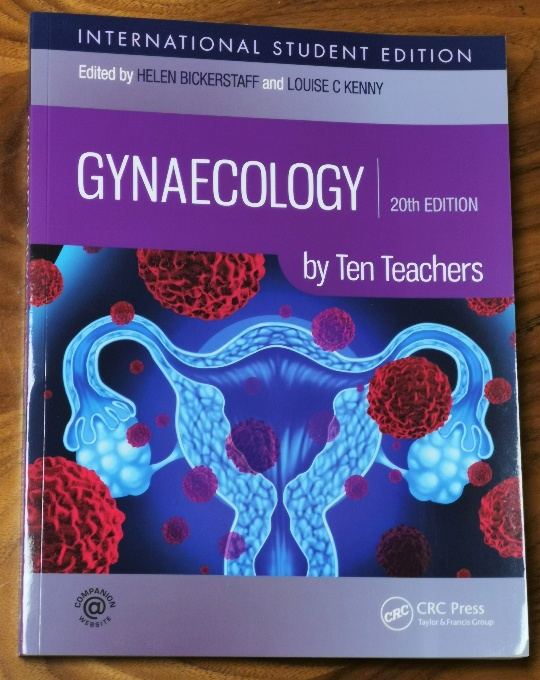 INTERNATIONAL STUDENT EDITION
Edited by HELEN BICKERSTAFF and LOUISE C KENNY
GYNAECOLOGY
20th EDITION
by Ten Teachers
COMPANION
@
WEBSITE
CRC
CRC Press
Taylor & Francis Group